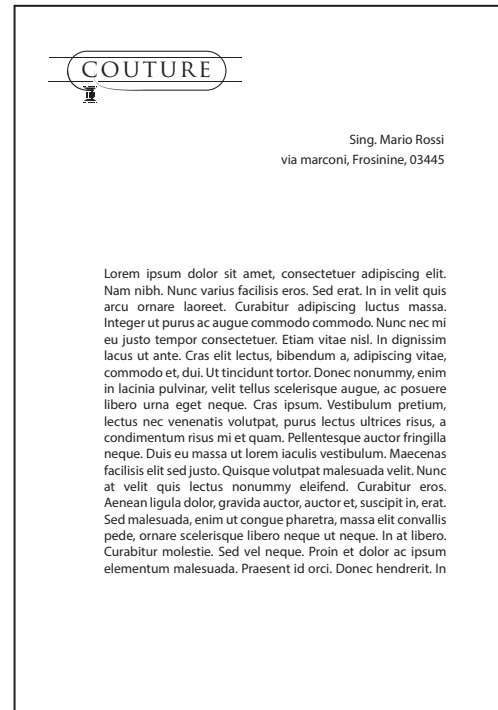 COUTURE
Sing. Mario Rossi
via marconi, Frosinine, 03445
Lorem ipsum dolor sit amet, consectetuer adipiscing elit.
Nam nibh. Nunc varius facilisis eros. Sed erat. In in velit quis
arcu ornare laoreet. Curabitur adipiscing luctus massa.
Integer ut purus ac augue commodo commodo. Nunc nec mi
eu justo tempor consectetuer. Etiam vitae nisl. In dignissim
lacus ut ante. Cras elit lectus, bibendum a, adipiscing vitae,
commodo et, dui. Ut tincidunt tortor. Donec nonummy, enim
in lacinia pulvinar, velit tellus scelerisque augue, ac posuere
libero urna eget neque. Cras ipsum. Vestibulum pretium,
lectus nec venenatis volutpat, purus lectus ultrices risus, a
condimentum risus mi et quam. Pellentesque auctor fringilla
neque. Duis eu massa ut lorem iaculis vestibulum. Maecenas
facilisis elit sed justo. Quisque volutpat malesuada velit. Nunc
at velit quis lectus nonummy eleifend. Curabitur eros.
Aenean ligula dolor, gravida auctor, auctor et, suscipit in, erat.
Sed malesuada, enim ut congue pharetra, massa elit convallis
pede, ornare scelerisque libero neque ut neque. In at libero.
Curabitur molestie. Sed vel neque. Proin et dolor ac ipsum
elementum malesuada. Praesent id orci. Donec hendrerit. In